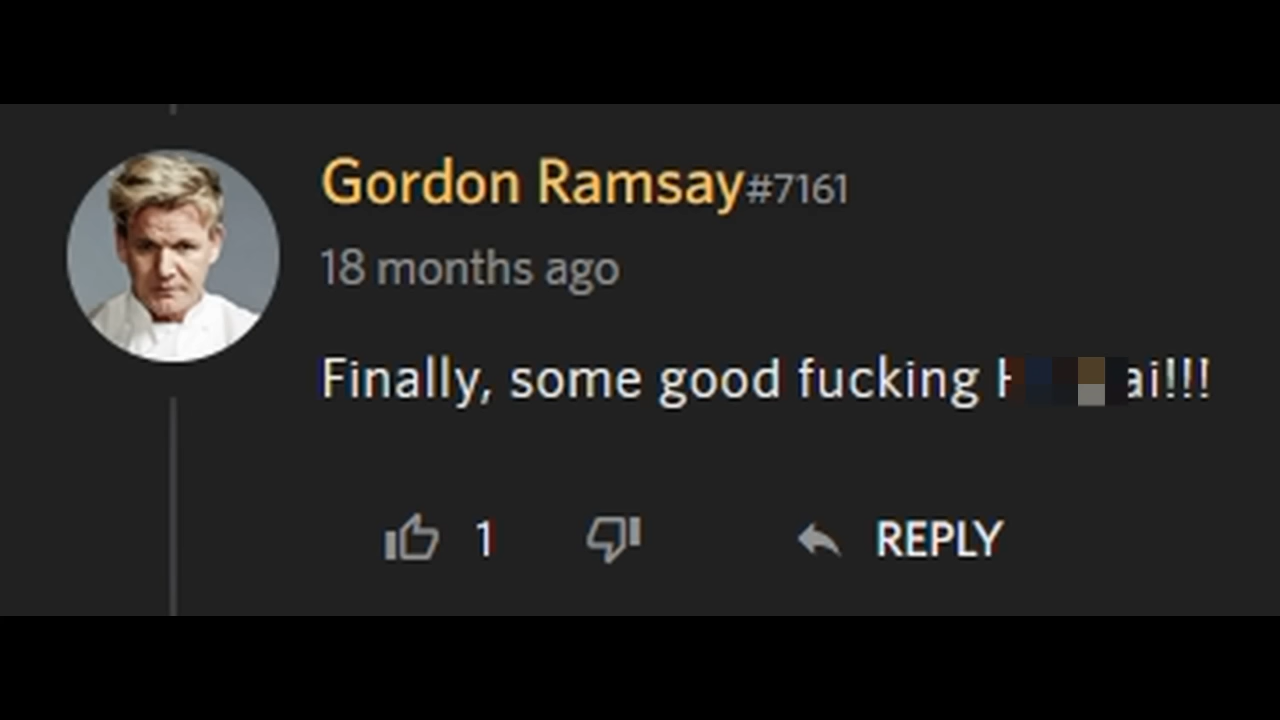 Gordon Ramsay#7161
18 months ago
Finally, some good fucking
1
REPLY